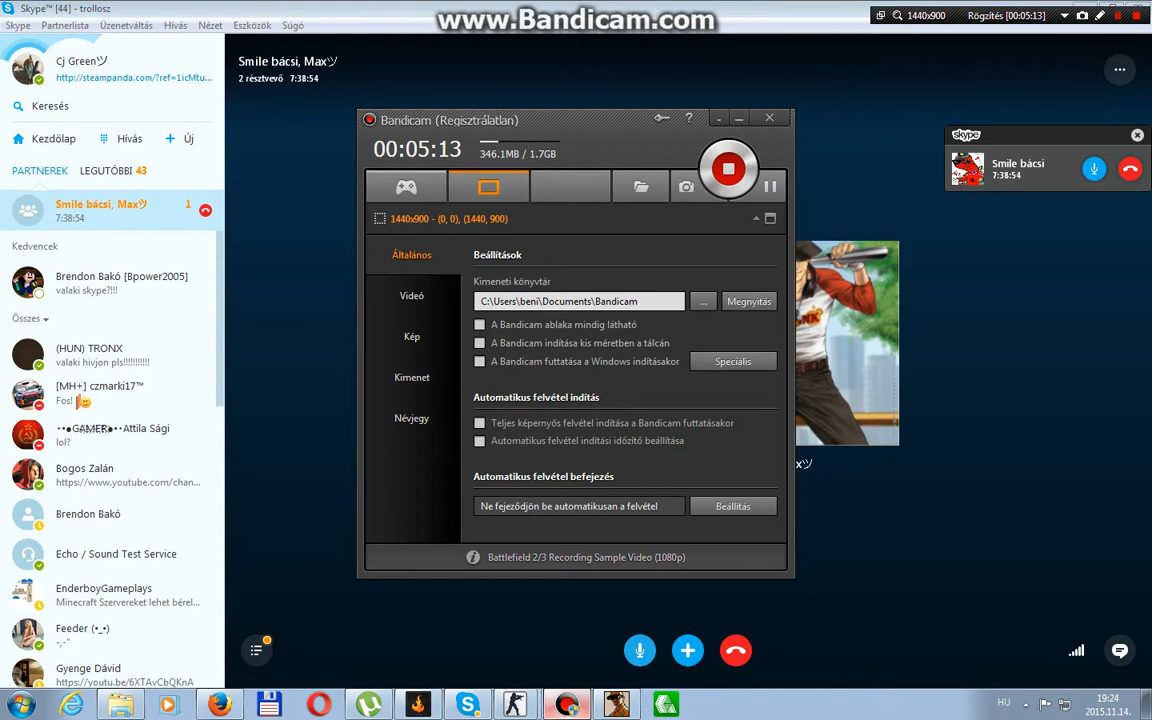 www.Bandicam.com
Skype™ [44] - trollosz
1440x900 Rögzítés [00:05:13]
Skype Partnerlista Üzenetváltás Hívás Nézet Eszközök Súgó
Cj Greenツ
http://steampanda.com/?ref=1icMtu...
Keresés
Kezdőlap Hívás Új
PARTNEREK LEGUTÓBBI 43
Smile bácsi, Maxツ 1
7:38:54
Kedvencek
Brendon Bakó [Bpower2005]
valaki skype?!!!
Összes
(HUN) TRONX
valaki hivjon pls!!!!!!!!!!!
[MH+] czmarki17™
Fos!
••●GAMER●••Attila Sági
lol?
Bogos Zalán
https://www.youtube.com/chan...
Brendon Bakó
Echo / Sound Test Service
EnderboyGameplays
Minecraft Szervereket lehet bérel...
Feeder (•_•)
-,-"
Gyenge Dávid
https://youtu.be/6XTAvCbQKnA
Smile bácsi, Maxツ
2 résztvevő 7:38:54
Bandicam (Regisztrálatlan)
00:05:13
346.1MB / 1.7GB
1440x900 - (0, 0), (1440, 900)
Általános
Videó
Kép
Kimenet
Névjegy
Beállítások
Kimeneti könyvtár
C:\Users\beni\Documents\Bandicam ... Megnyitás
A Bandicam ablaka mindig látható
A Bandicam indítása kis méretben a tálcán
A Bandicam futtatása a Windows indításakor Speciális
Automatikus felvétel indítás
Teljes képernyős felvétel indítása a Bandicam futtatásakor
Automatikus felvétel indítási időzítő beállítása
Automatikus felvétel befejezés
Ne fejeződjön be automatikusan a felvétel Beállítás
Battlefield 2/3 Recording Sample Video (1080p)
skype
Smile bácsi
7:38:54
xツ
HU
19:24
2015.11.14.